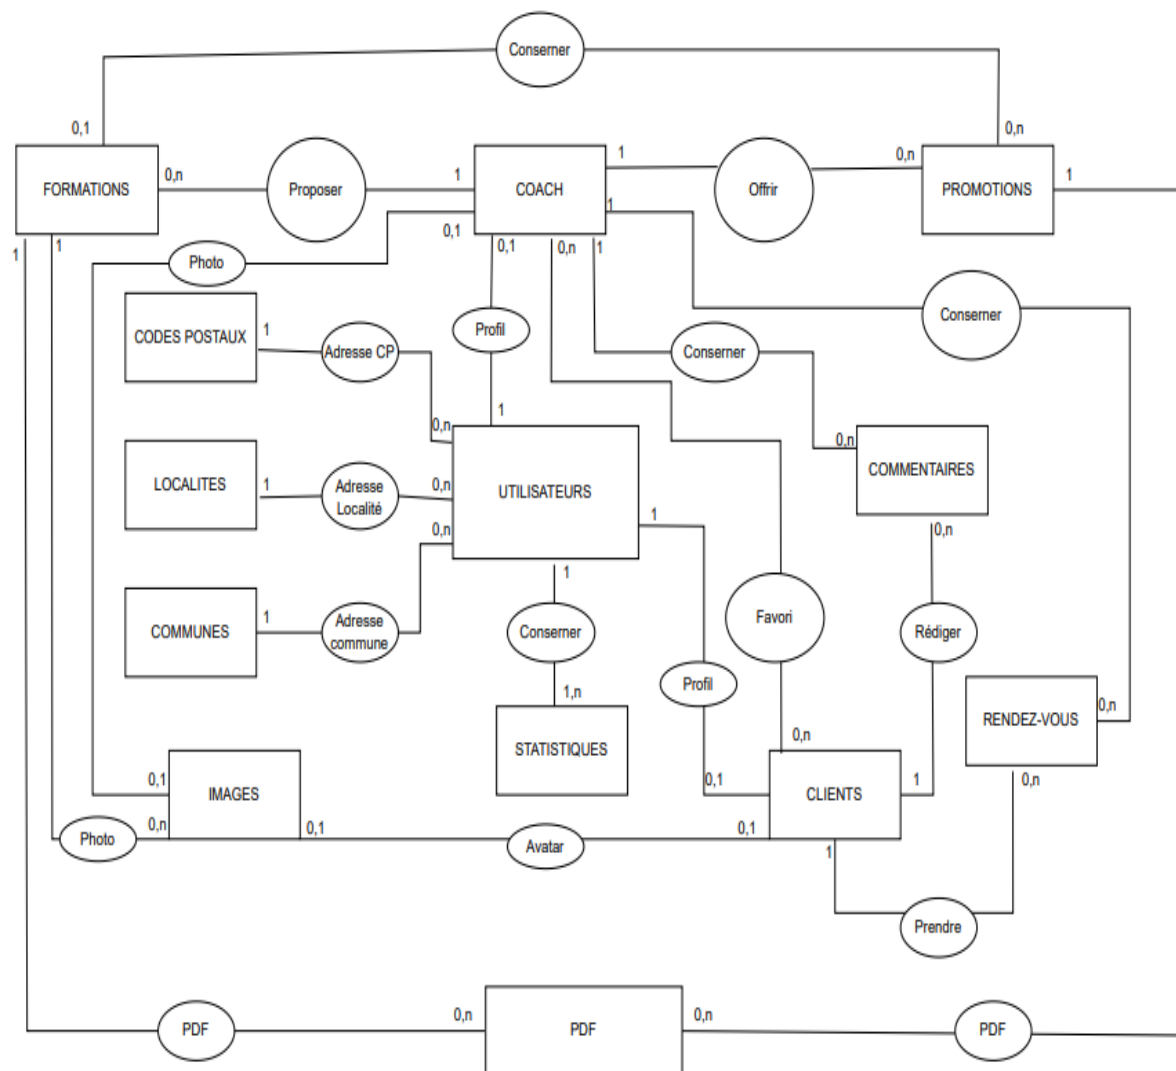 Conserner
0,1
0,n
FORMATIONS
0,n
Proposer
1
COACH
1
Offrir
0,n
PROMOTIONS
1
1
1
0,1
0,1
0,n
1
1
Photo
CODES POSTAUX
1
Adresse CP
Profil
Conserner
Conserner
1
0,n
0,n
LOCALITES
1
Adresse
Localité
0,n
UTILISATEURS
COMMENTAIRES
0,n
1
0,n
COMMUNES
1
Adresse
commune
1
Conserner
Favori
Rédiger
1,n
Profil
STATISTIQUES
0,n
RENDEZ-VOUS
0,n
0,1
IMAGES
0,1
CLIENTS
1
0,n
Photo
0,n
0,1
Avatar
0,1
1
Prendre
PDF
0,n
PDF
0,n
PDF